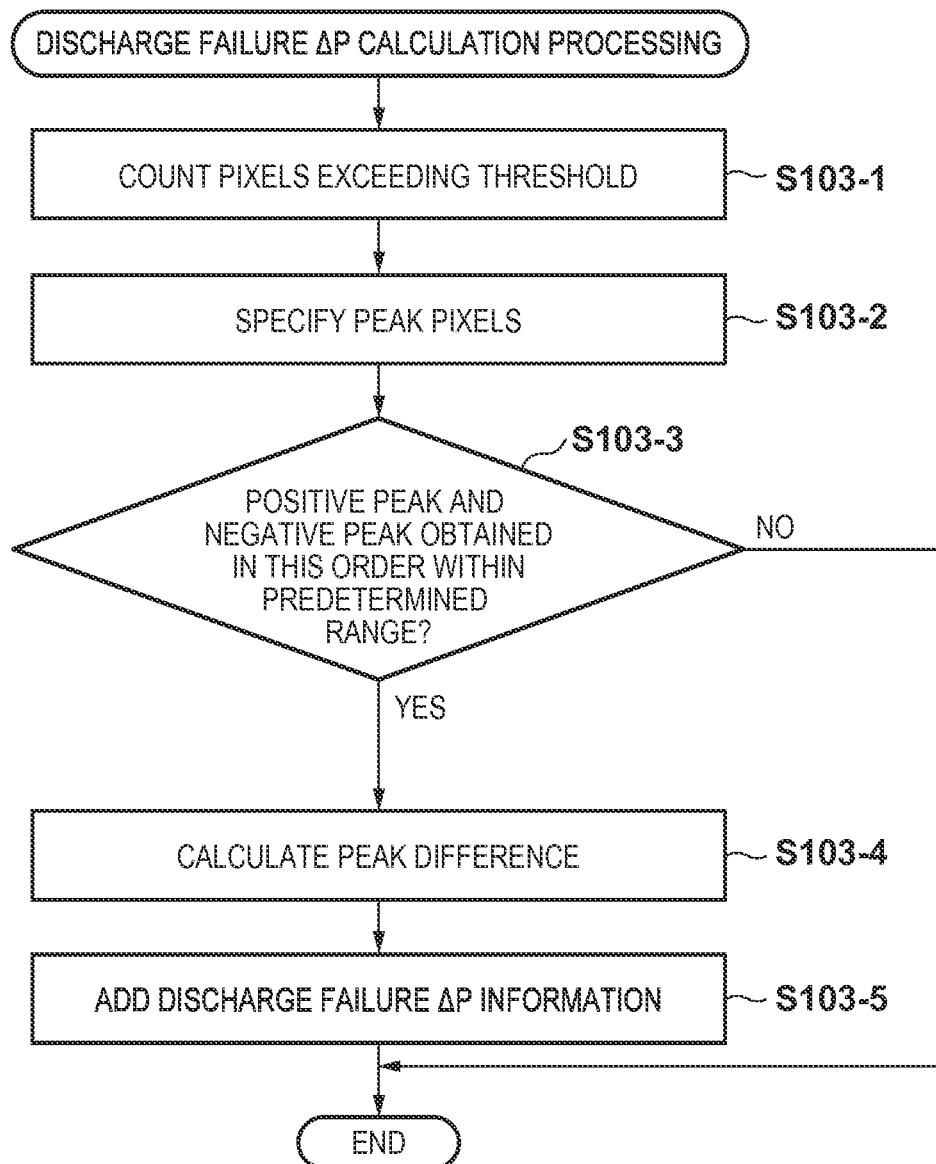 DISCHARGE FAILURE ΔP CALCULATION PROCESSING
COUNT PIXELS EXCEEDING THRESHOLD
S103-1
SPECIFY PEAK PIXELS
S103-2
S103-3
POSITIVE PEAK AND
NEGATIVE PEAK OBTAINED
IN THIS ORDER WITHIN
PREDETERMINED
RANGE?
NO
YES
CALCULATE PEAK DIFFERENCE
S103-4
ADD DISCHARGE FAILURE ΔP INFORMATION
S103-5
END